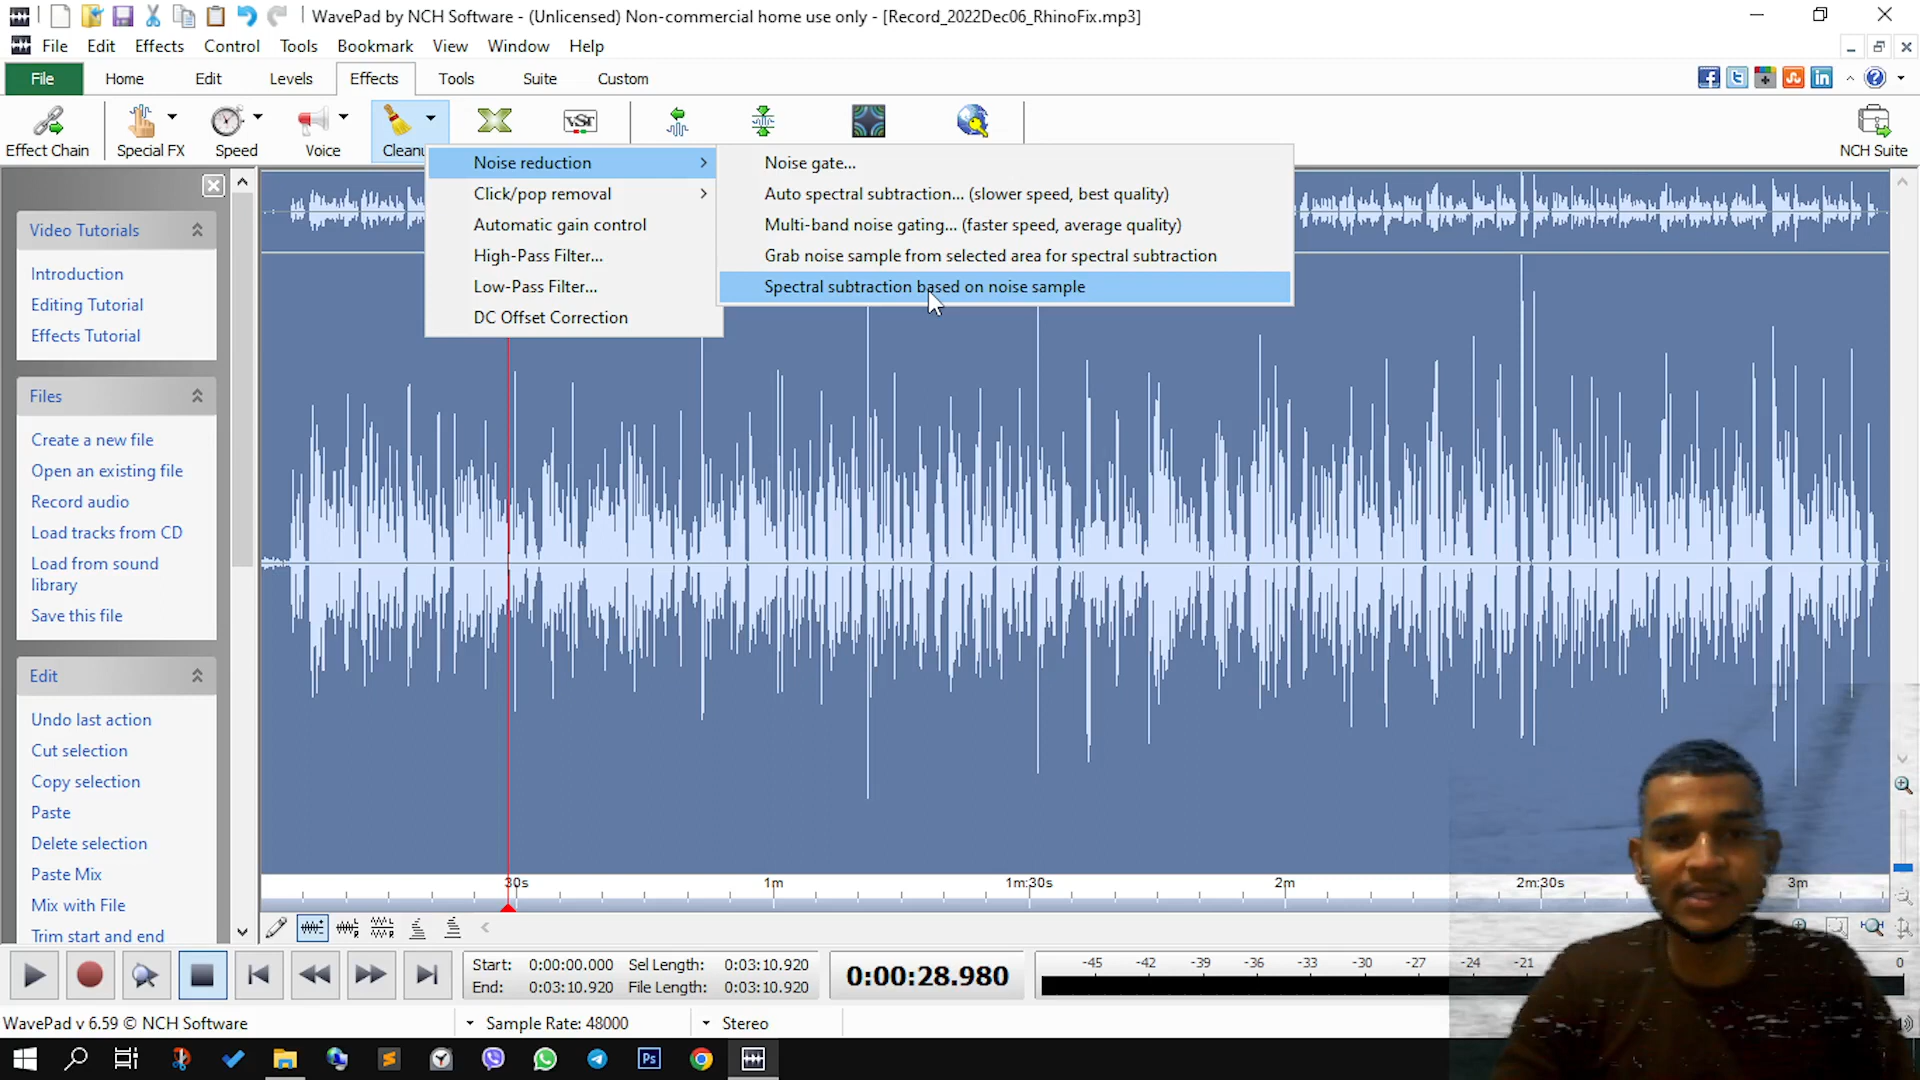 WavePad by NCH Software - (Unlicensed) Non-commercial home use only - [Record_2022Dec06_RhinoFix.mp3]
File Edit Effects Control Tools Bookmark View Window Help
File Home Edit Levels Effects Tools Suite Custom
VST
Effect Chain Special FX Speed Voice Cleanu NCH Suite
Noise reduction
Click/pop removal
Automatic gain control
High-Pass Filter...
Low-Pass Filter...
DC Offset Correction
Noise gate...
Auto spectral subtraction... (slower speed, best quality)
Multi-band noise gating... (faster speed, average quality)
Grab noise sample from selected area for spectral subtraction
Spectral subtraction based on noise sample
Video Tutorials
Introduction
Editing Tutorial
Effects Tutorial
Files
Create a new file
Open an existing file
Record audio
Load tracks from CD
Load from sound
library
Save this file
Edit
Undo last action
Cut selection
Copy selection
Paste
Delete selection
Paste Mix
Mix with File
Trim start and end
30s 1m 1m:30s 2m 2m:30s 3m
Start: 0:00:00.000 Sel Length: 0:03:10.920
End: 0:03:10.920 File Length: 0:03:10.920
0:00:28.980
-45 -42 -39 -36 -33 -30 -27 -24 -21 0
WavePad v 6.59 © NCH Software Sample Rate: 48000 Stereo
Ps